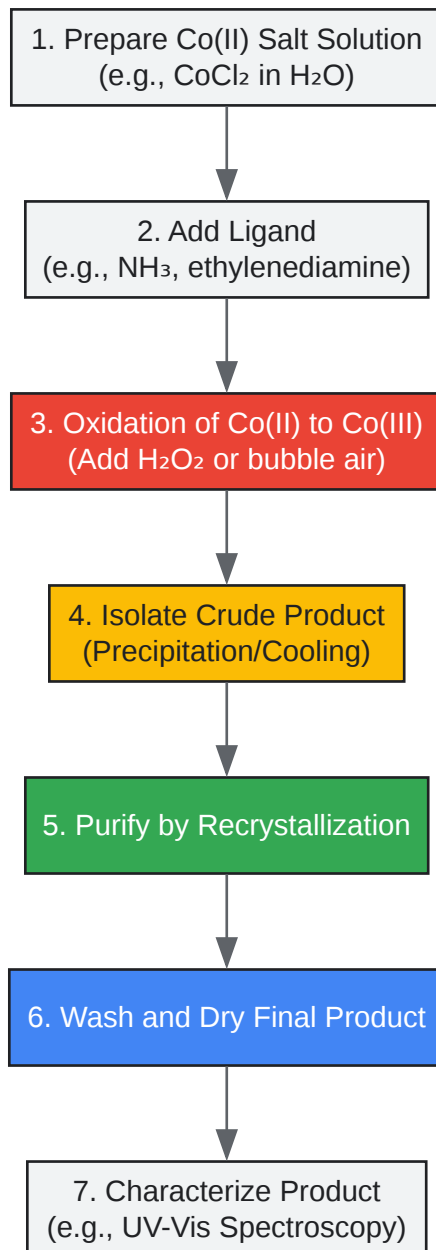 1. Prepare Co(II) Salt Solution
(e.g., CoCl₂ in H₂O)
2. Add Ligand
(e.g., NH₃, ethylenediamine)
3. Oxidation of Co(II) to Co(III)
(Add H₂O₂ or bubble air)
4. Isolate Crude Product
(Precipitation/Cooling)
5. Purify by Recrystallization
6. Wash and Dry Final Product
7. Characterize Product
(e.g., UV-Vis Spectroscopy)